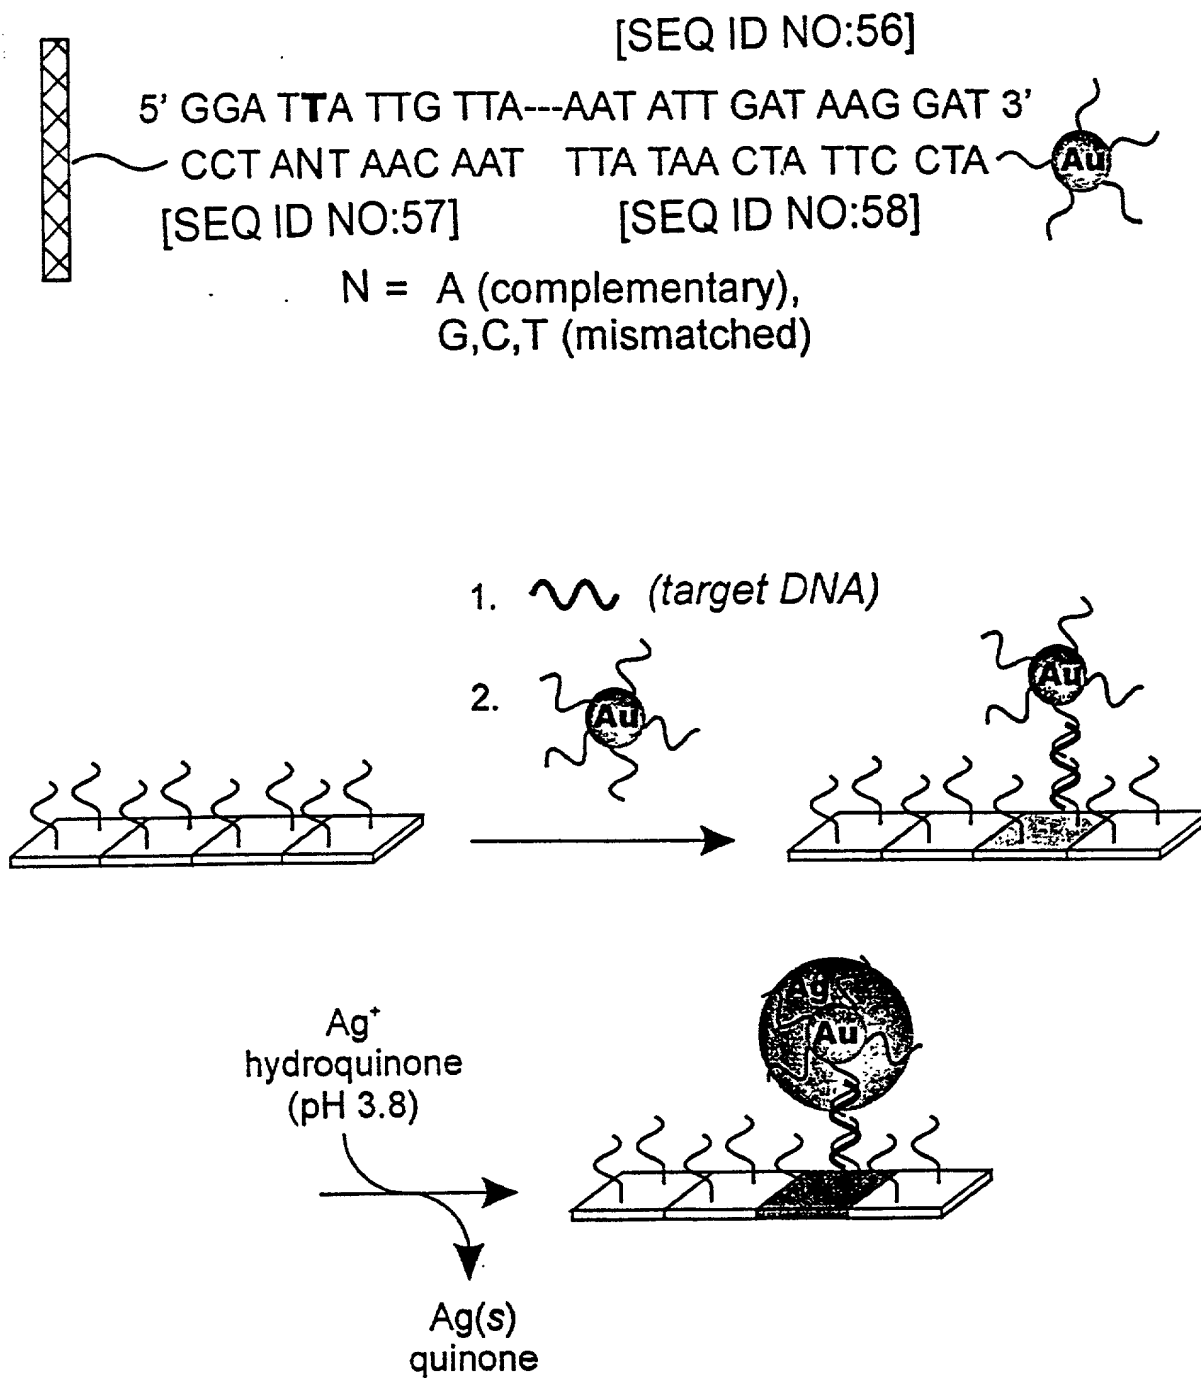 [SEQ ID NO:56]
5' GGA TTA TTG TTA---AAT ATT GAT AAG GAT 3'
CCT ANT AAC AAT TTA TAA CTA TTC CTA
Au
[SEQ ID NO:57] [SEQ ID NO:58]
N = A (complementary),
G,C,T (mismatched)
1. (target DNA)
2. Au
Au
Ag+
hydroquinone
(pH 3.8)
Ag
Au
Ag(s)
quinone